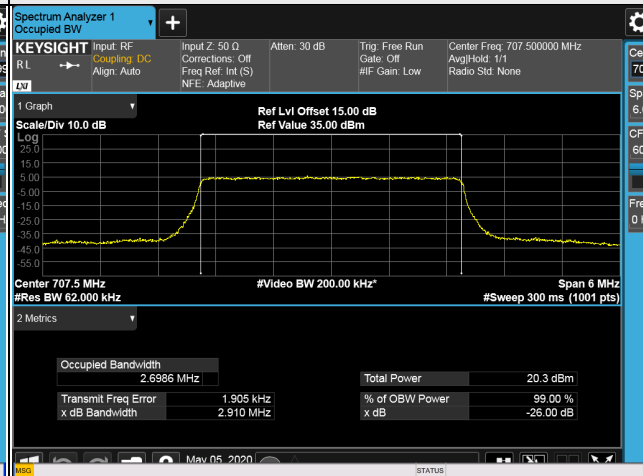 Spectrum Analyzer 1
Occupied BW
+
KEYSIGHT
RL
LXI
Input: RF
Coupling: DC
Align: Auto
Input Z: 50 Ω
Corrections: Off
Freq Ref: Int (S)
NFE: Adaptive
Atten: 30 dB
Trig: Free Run
Gate: Off
#IF Gain: Low
Center Freq: 707.500000 MHz
Avg|Hold: 1/1
Radio Std: None
1 Graph
Scale/Div 10.0 dB
Ref Lvl Offset 15.00 dB
Ref Value 35.00 dBm
Log
25.0
15.0
5.00
-5.00
-15.0
-25.0
-35.0
-45.0
-55.0
Center 707.5 MHz
#Res BW 62.000 kHz
#Video BW 200.00 kHz*
Span 6 MHz
#Sweep 300 ms (1001 pts)
2 Metrics
Occupied Bandwidth
2.6986 MHz
Transmit Freq Error 1.905 kHz
x dB Bandwidth 2.910 MHz
Total Power 20.3 dBm
% of OBW Power 99.00 %
x dB -26.00 dB
May 05, 2020
MSG
STATUS